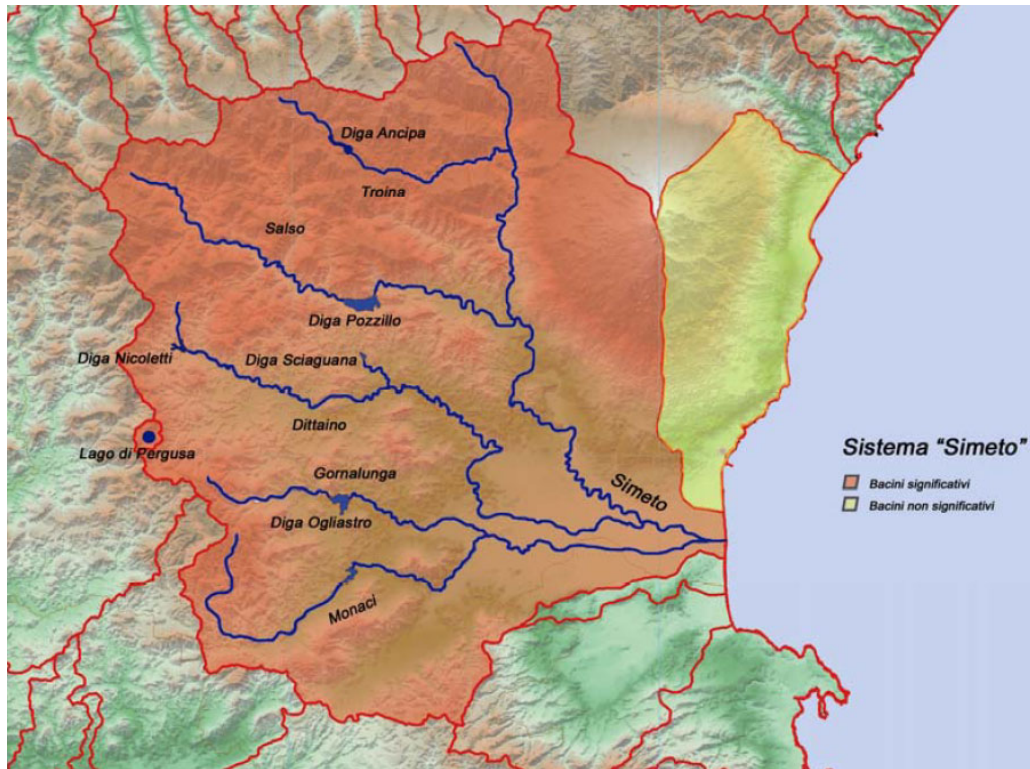 Diga Ancipa
Troina
Salso
Diga Pozzillo
Diga Nicoletti
Diga Sciaguana
Dittaino
Lago di Pergusa
Gornalunga
Simeto
Diga Ogliastro
Monaci
Sistema "Simeto"
Bacini significativi
Bacini non significativi